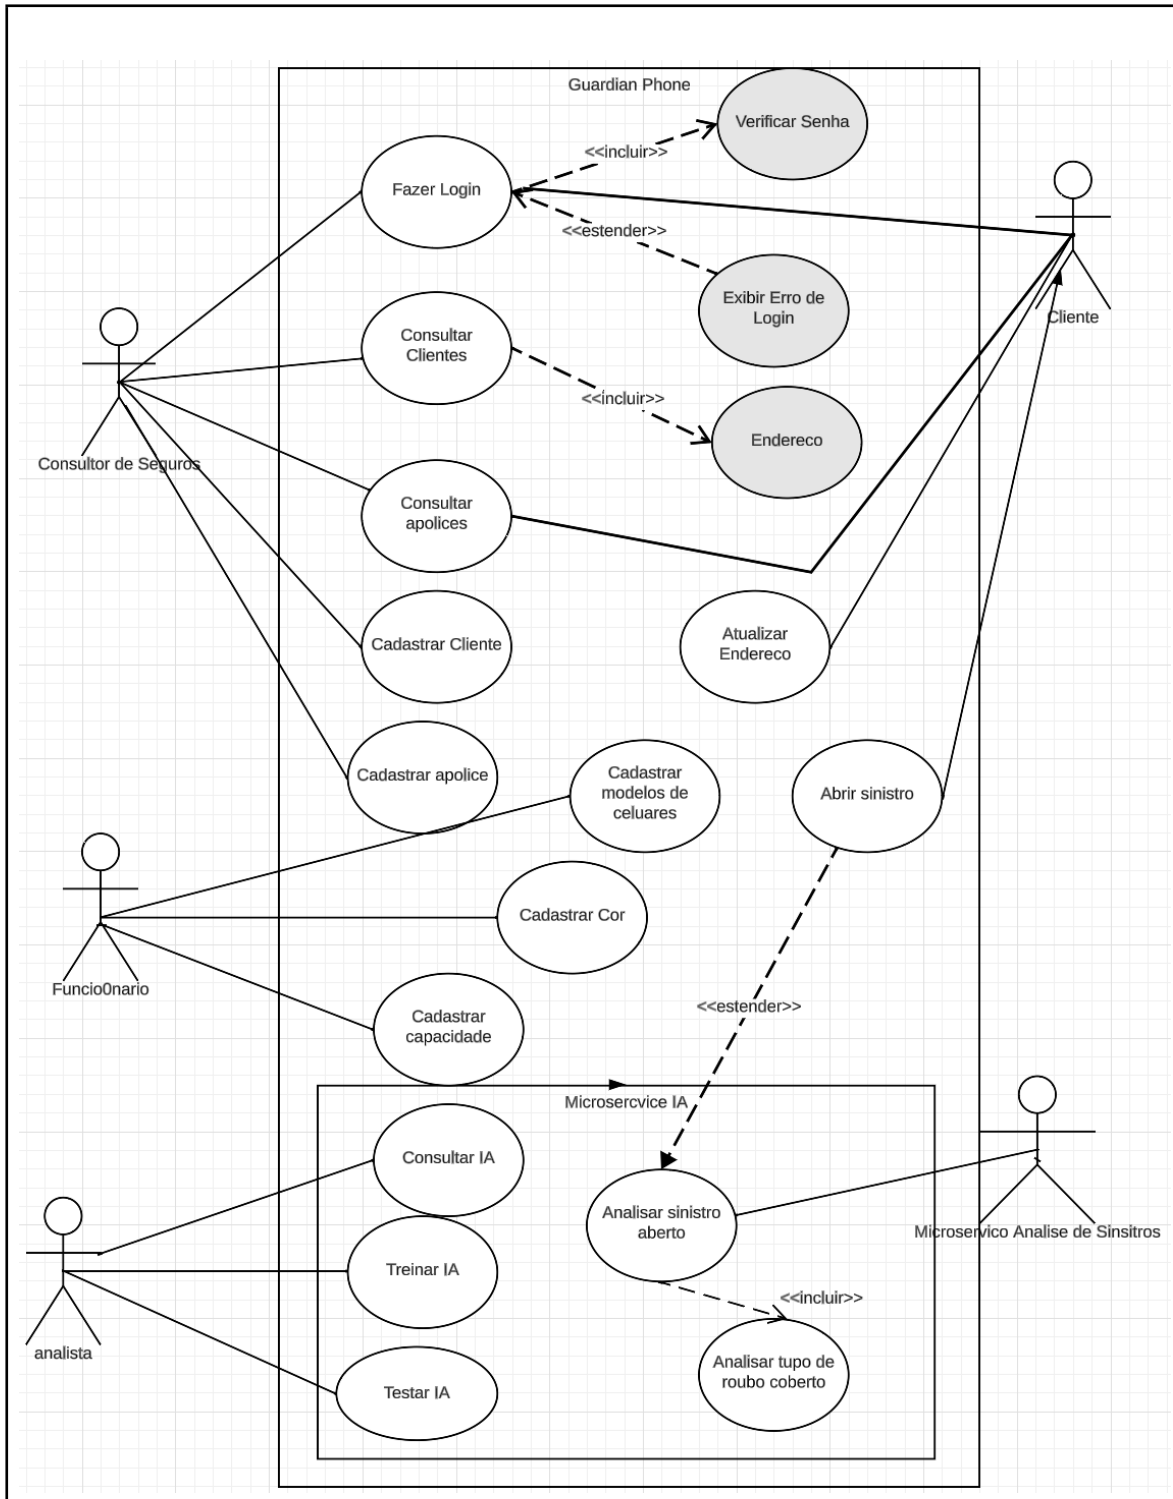 Guardian Phone
Verificar Senha
<<incluir>>
Fazer Login
<<estender>>
Exibir Erro de
Login
Cliente
Consultar
Clientes
<<incluir>>
Endereco
Consultor de Seguros
Consultar
apolices
Cadastrar Cliente
Atualizar
Endereco
Cadastrar apolice
Cadastrar
modelos de
celuares
Abrir sinistro
Cadastrar Cor
Funcio0nario
Cadastrar
capacidade
<<estender>>
Microsercvice IA
Consultar IA
Analisar sinistro
aberto
Microservico Analise de Sinsitros
Treinar IA
<<incluir>>
analista
Analisar tupo de
roubo coberto
Testar IA